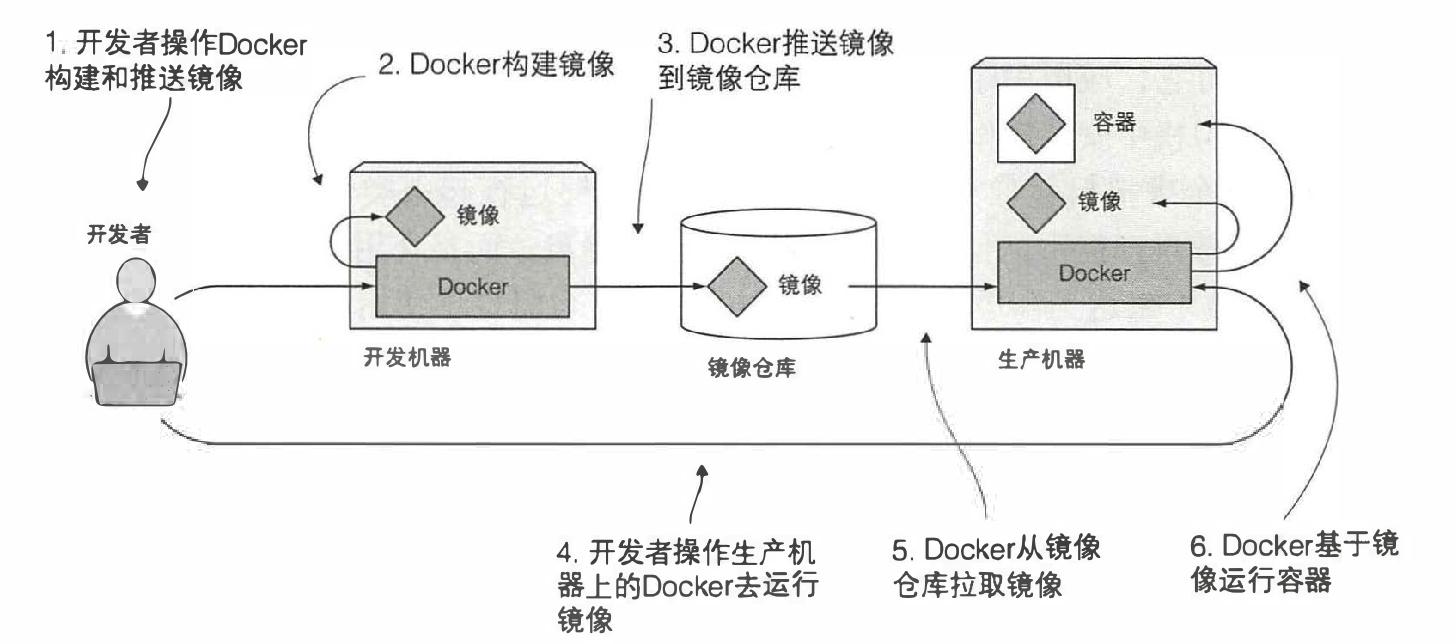 1. 开发者操作Docker
构建和推送镜像
2. Docker构建镜像
3. Docker推送镜像
到镜像仓库
容器
镜像
Docker
生产机器
开发者
镜像
Docker
开发机器
镜像
镜像仓库
4. 开发者操作生产机
器上的Docker去运行
镜像
5. Docker从镜像
仓库拉取镜像
6. Docker基于镜
像运行容器